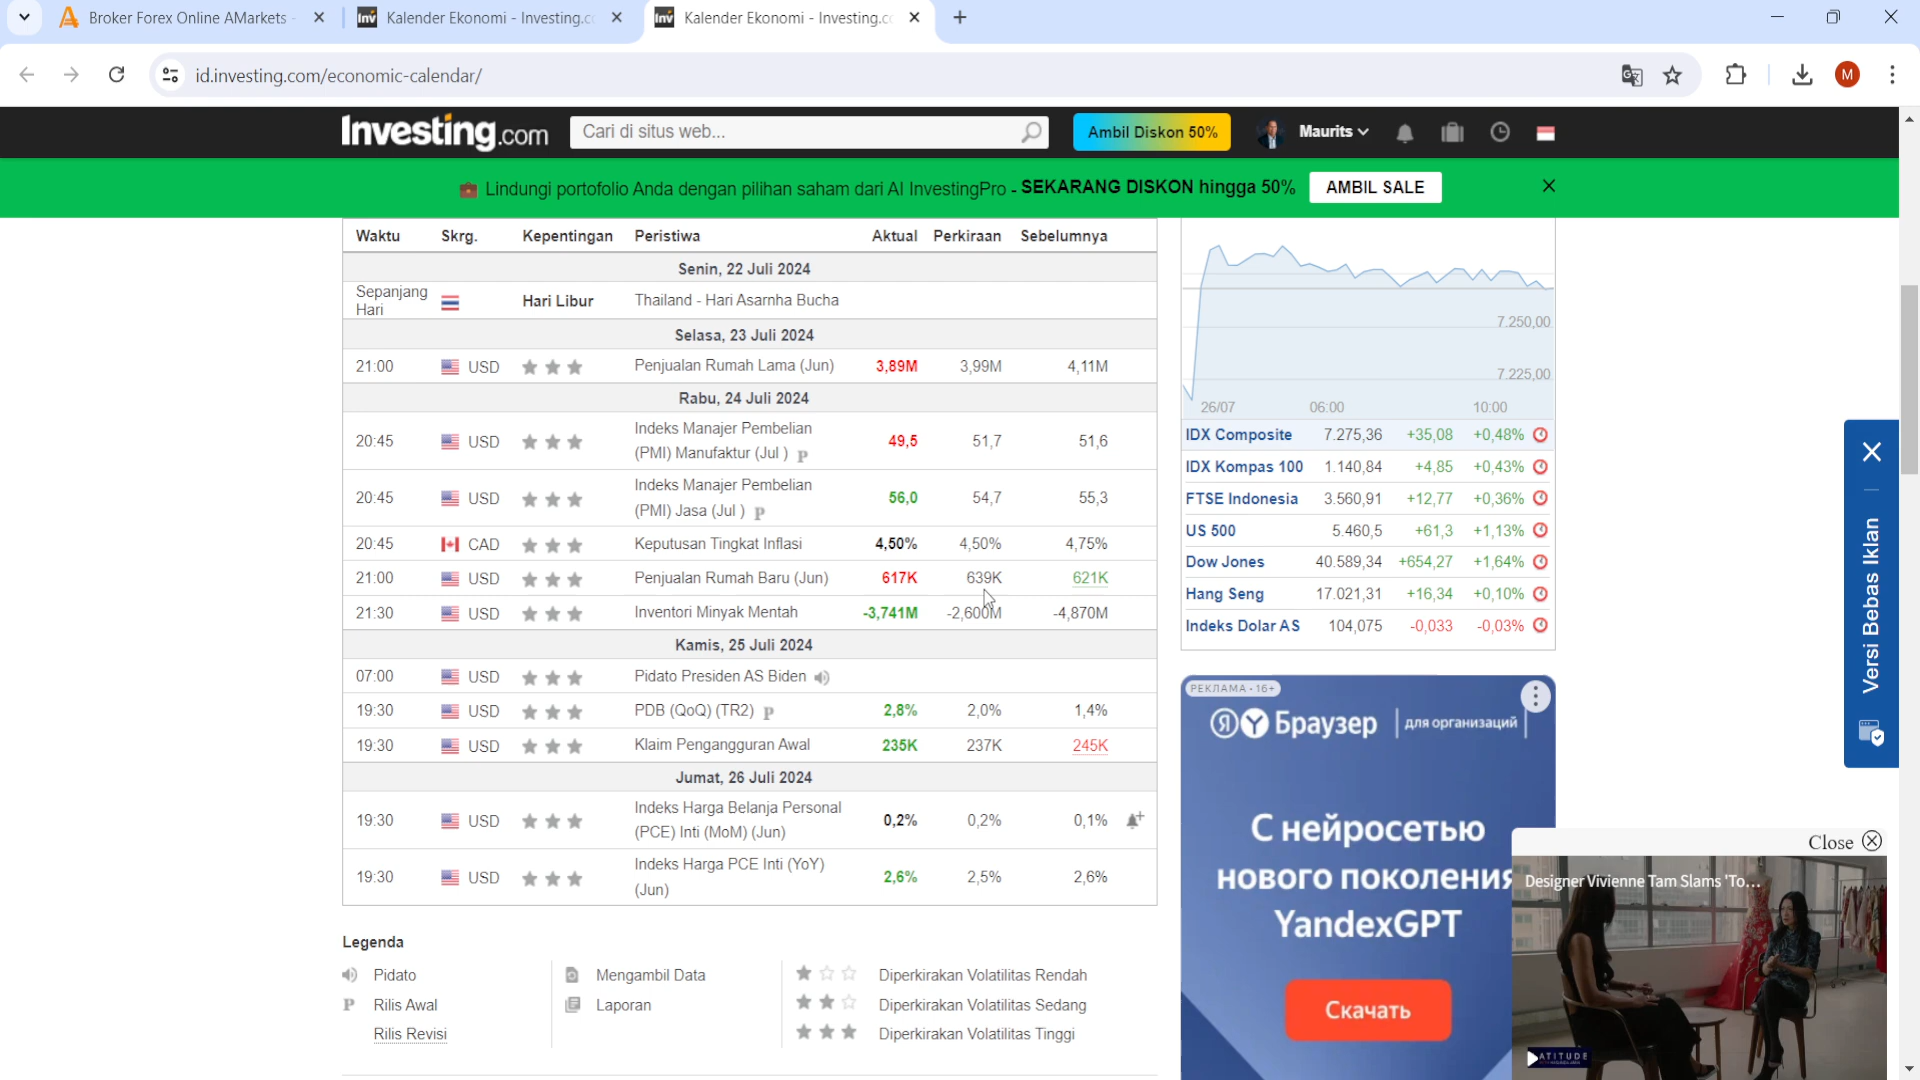 Broker Forex Online AMarkets
Kalender Ekonomi - Investing.c
Kalender Ekonomi - Investing.c
id.investing.com/economic-calendar/
M
Investing.com
Cari di situs web...
Ambil Diskon 50%
Maurits
Lindungi portofolio Anda dengan pilihan saham dari AI InvestingPro - SEKARANG DISKON hingga 50%
AMBIL SALE
Waktu Skrg. Kepentingan Peristiwa Aktual Perkiraan Sebelumnya
Senin, 22 Juli 2024
Sepanjang Hari Hari Libur Thailand - Hari Asarnha Bucha
Selasa, 23 Juli 2024
21:00 USD Penjualan Rumah Lama (Jun) 3,89M 3,99M 4,11M
Rabu, 24 Juli 2024
20:45 USD Indeks Manajer Pembelian
(PMI) Manufaktur (Jul ) P 49,5 51,7 51,6
20:45 USD Indeks Manajer Pembelian
(PMI) Jasa (Jul ) P 56,0 54,7 55,3
20:45 CAD Keputusan Tingkat Inflasi 4,50% 4,50% 4,75%
21:00 USD Penjualan Rumah Baru (Jun) 617K 639K 621K
21:30 USD Inventori Minyak Mentah -3,741M -2,600M -4,870M
Kamis, 25 Juli 2024
07:00 USD Pidato Presiden AS Biden
19:30 USD PDB (QoQ) (TR2) P 2,8% 2,0% 1,4%
19:30 USD Klaim Pengangguran Awal 235K 237K 245K
Jumat, 26 Juli 2024
19:30 USD Indeks Harga Belanja Personal
(PCE) Inti (MoM) (Jun) 0,2% 0,2% 0,1%
19:30 USD Indeks Harga PCE Inti (YoY)
(Jun) 2,6% 2,5% 2,6%
Legenda
Pidato
P Rilis Awal
Rilis Revisi
Mengambil Data
Laporan
Diperkirakan Volatilitas Rendah
Diperkirakan Volatilitas Sedang
Diperkirakan Volatilitas Tinggi
7.250,00
7.225,00
26/07 06:00 10:00
IDX Composite 7.275,36 +35,08 +0,48%
IDX Kompas 100 1.140,84 +4,85 +0,43%
FTSE Indonesia 3.560,91 +12,77 +0,36%
US 500 5.460,5 +61,3 +1,13%
Dow Jones 40.589,34 +654,27 +1,64%
Hang Seng 17.021,31 +16,34 +0,10%
Indeks Dolar AS 104,075 -0,033 -0,03%
РЕКЛАМА • 16+
Я Y Браузер для организаций
С нейросетью
нового поколения
YandexGPT
Скачать
Versi Bebas Iklan
Close
Designer Vivienne Tam Slams 'To...
ATITUDE